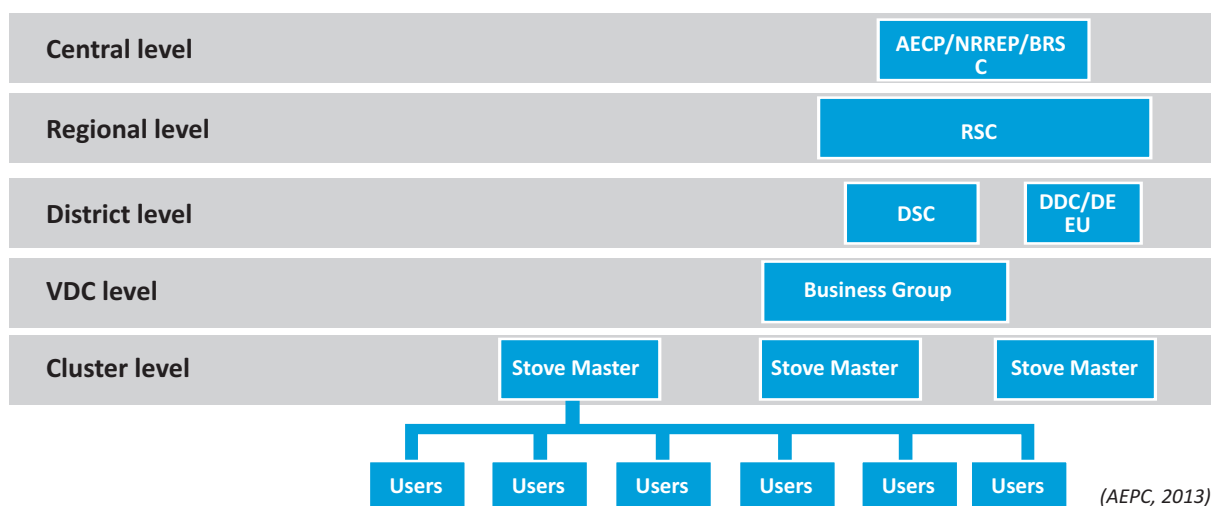 Central level
AECP/NRREP/BRS
C
Regional level
RSC
District level
DSC
DDC/DE
EU
VDC level
Business Group
Cluster level
Stove Master
Stove Master
Stove Master
Users
Users
Users
Users
Users
Users
(AEPC, 2013)